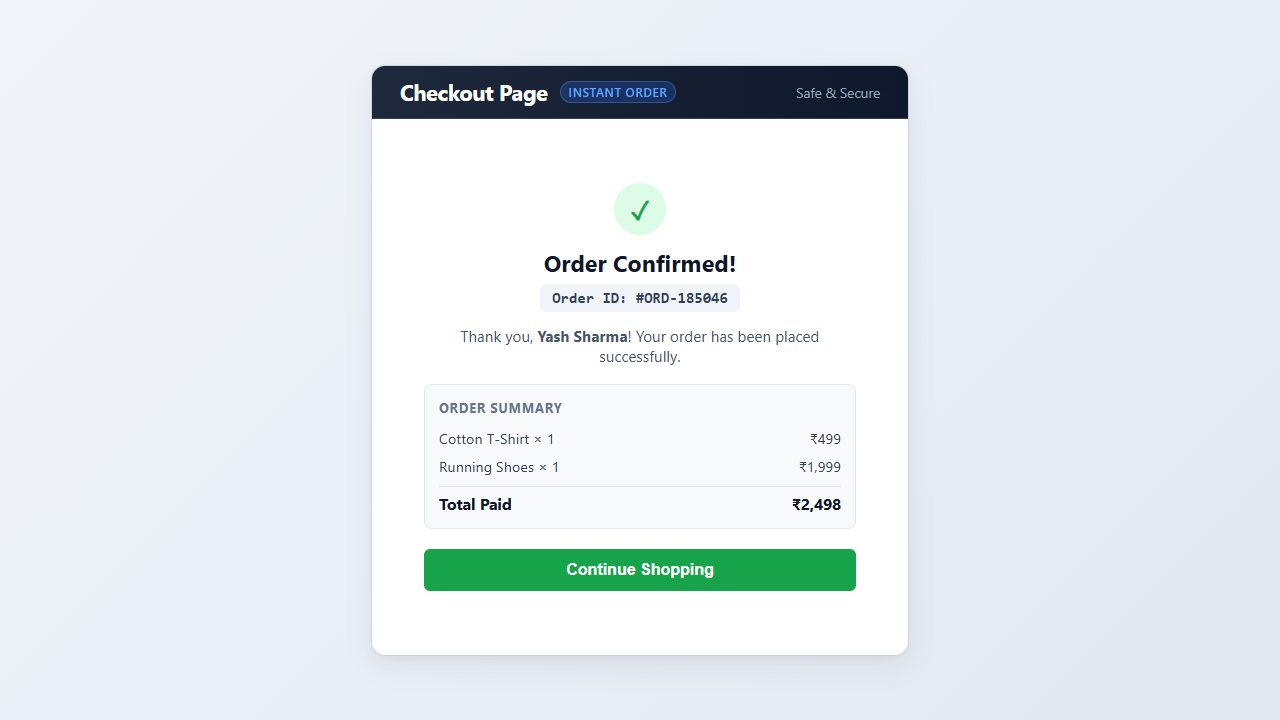 Checkout Page INSTANT ORDER Safe & Secure
✓
Order Confirmed!
Order ID: #ORD-185046
Thank you, Yash Sharma! Your order has been placed
successfully.
ORDER SUMMARY
Cotton T-Shirt × 1 ₹499
Running Shoes × 1 ₹1,999
Total Paid ₹2,498
Continue Shopping